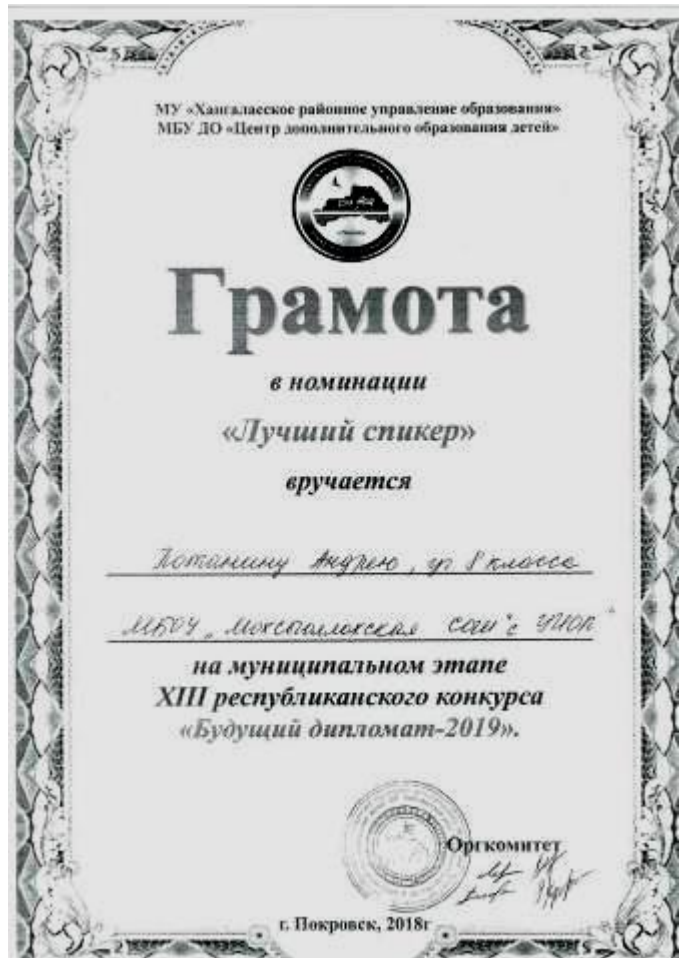 МУ «Хангаласское районное управление образования»
МБУ ДО «Центр дополнительного образования детей»
Грамота
в номинации
«Лучший спикер»
вручается
Потанину Андрею, уч 8 класса
МБОУ „Мохсоголлохская СОШ" с УИОП"
на муниципальном этапе
XIII республиканского конкурса
«Будущий дипломат-2019».
Оргкомитет
г. Покровск, 2018г